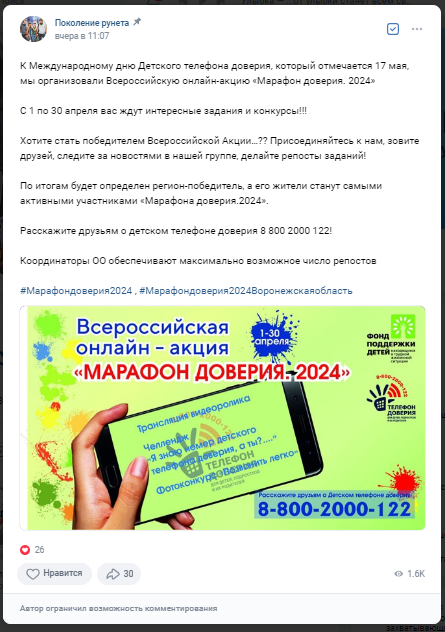 Поколение рунета
вчера в 11:07
К Международному дню Детского телефона доверия, который отмечается 17 мая,
мы организовали Всероссийскую онлайн-акцию «Марафон доверия. 2024»
С 1 по 30 апреля вас ждут интересные задания и конкурсы!!!
Хотите стать победителем Всероссийской Акции...?? Присоединяйтесь к нам, зовите
друзей, следите за новостями в нашей группе, делайте репосты заданий!
По итогам будет определен регион-победитель, а его жители станут самыми
активными участниками «Марафона доверия.2024».
Расскажите друзьям о детском телефоне доверия 8 800 2000 122!
Координаторы ОО обеспечивают максимально возможное число репостов
#Марафондоверия2024 , #Марафондоверия2024Воронежскаяобласть
Всероссийская
онлайн – акция
1-30
апреля
«МАРАФОН ДОВЕРИЯ. 2024»
ФОНД
ПОДДЕРЖКИ
ДЕТЕЙ
8-800-2000-122
ТЕЛЕФОН
ДОВЕРИЯ
Трансляция видеоролика
Челлендж
"Я знаю номер детского
телефона доверия, а ты?...."
Фотоконкурс "Позвонить легко"
ТЕЛЕФОН
ДОВЕРИЯ
Расскажите друзьям о Детском телефоне доверия
8-800-2000-122
26
Нравится
30
1.6K
Автор ограничил возможность комментирования